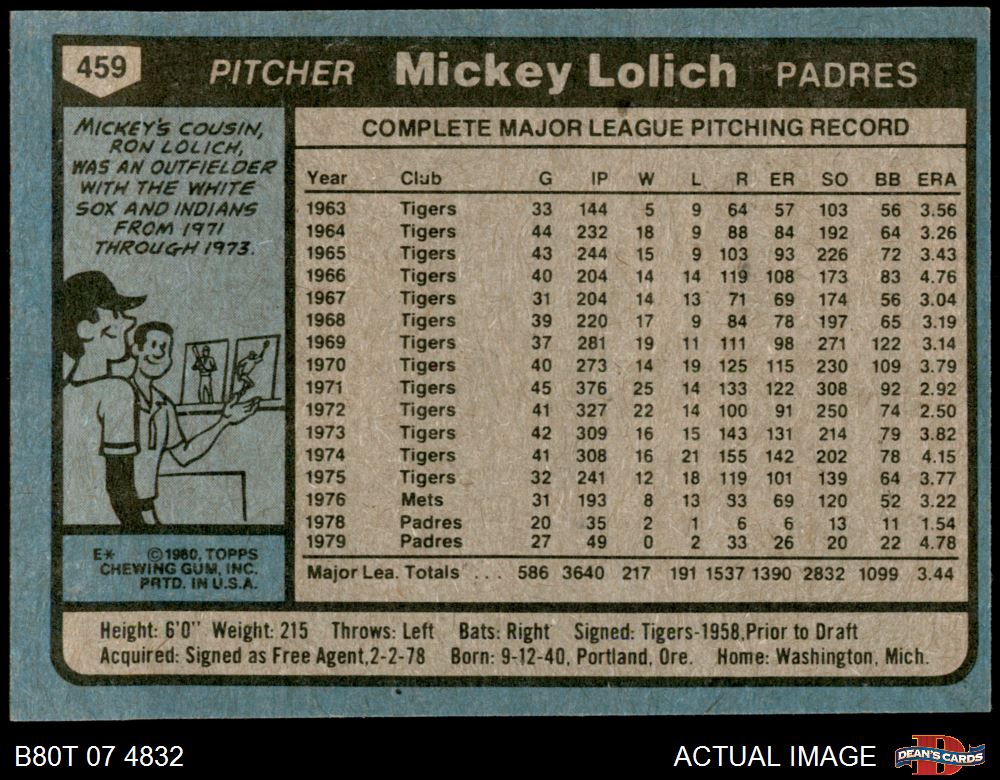 459 PITCHER Mickey Lolich PADRES
MICKEY'S COUSIN,
RON LOLICH,
WAS AN OUTFIELDER
WITH THE WHITE
SOX AND INDIANS
FROM 1971
THROUGH 1973.
E* © 1980, TOPPS
CHEWING GUM, INC.
PRTD. IN U.S.A.
COMPLETE MAJOR LEAGUE PITCHING RECORD
Year Club G IP W L R ER SO BB ERA
1963 Tigers 33 144 5 9 64 57 103 56 3.56
1964 Tigers 44 232 18 9 88 84 192 64 3.26
1965 Tigers 43 244 15 9 103 93 226 72 3.43
1966 Tigers 40 204 14 14 119 108 173 83 4.76
1967 Tigers 31 204 14 13 71 69 174 56 3.04
1968 Tigers 39 220 17 9 84 78 197 65 3.19
1969 Tigers 37 281 19 11 111 98 271 122 3.14
1970 Tigers 40 273 14 19 125 115 230 109 3.79
1971 Tigers 45 376 25 14 133 122 308 92 2.92
1972 Tigers 41 327 22 14 100 91 250 74 2.50
1973 Tigers 42 309 16 15 143 131 214 79 3.82
1974 Tigers 41 308 16 21 155 142 202 78 4.15
1975 Tigers 32 241 12 18 119 101 139 64 3.77
1976 Mets 31 193 8 13 83 69 120 52 3.22
1978 Padres 20 35 2 1 6 6 13 11 1.54
1979 Padres 27 49 0 2 33 26 20 22 4.78
Major Lea. Totals . . . 586 3640 217 191 1537 1390 2832 1099 3.44
Height: 6'0" Weight: 215 Throws: Left Bats: Right Signed: Tigers-1958,Prior to Draft
Acquired: Signed as Free Agent,2-2-78 Born: 9-12-40, Portland, Ore. Home: Washington, Mich.
B80T 07 4832 ACTUAL IMAGE DEAN'S CARDS